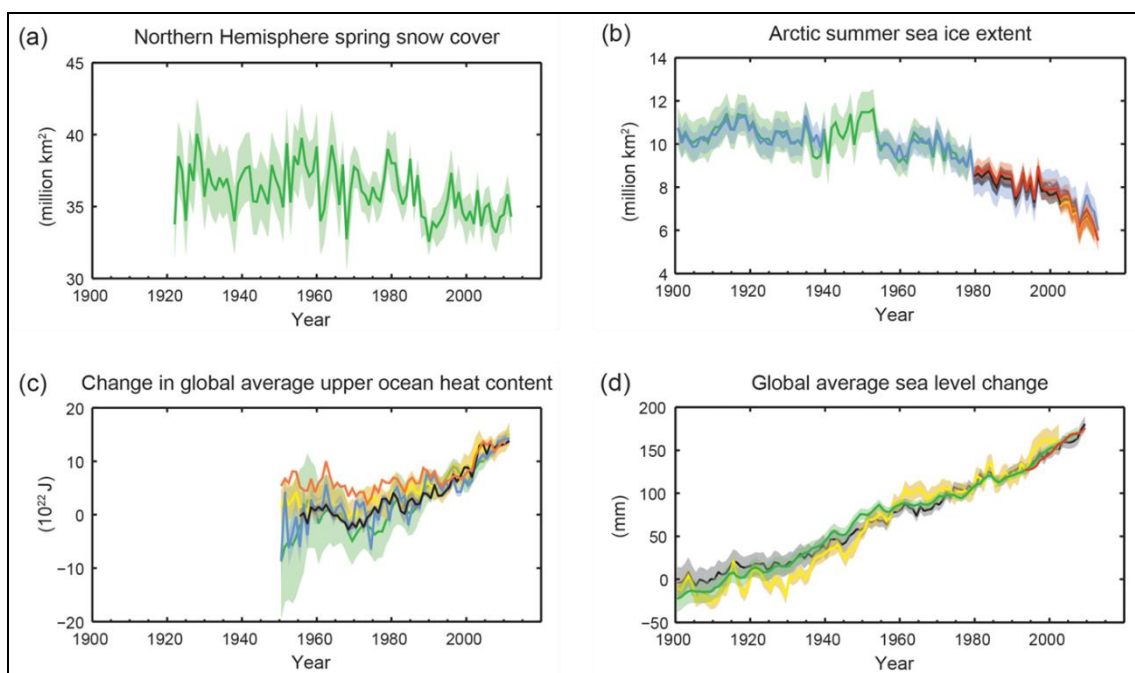 (a) Northern Hemisphere spring snow cover
45
40
35
30
(million km²)
1900 1920 1940 1960 1980 2000
Year
(b) Arctic summer sea ice extent
14
12
10
8
6
4
(million km²)
1900 1920 1940 1960 1980 2000
Year
(c) Change in global average upper ocean heat content
20
10
0
−10
−20
(10²² J)
1900 1920 1940 1960 1980 2000
Year
(d) Global average sea level change
200
150
100
50
0
−50
(mm)
1900 1920 1940 1960 1980 2000
Year